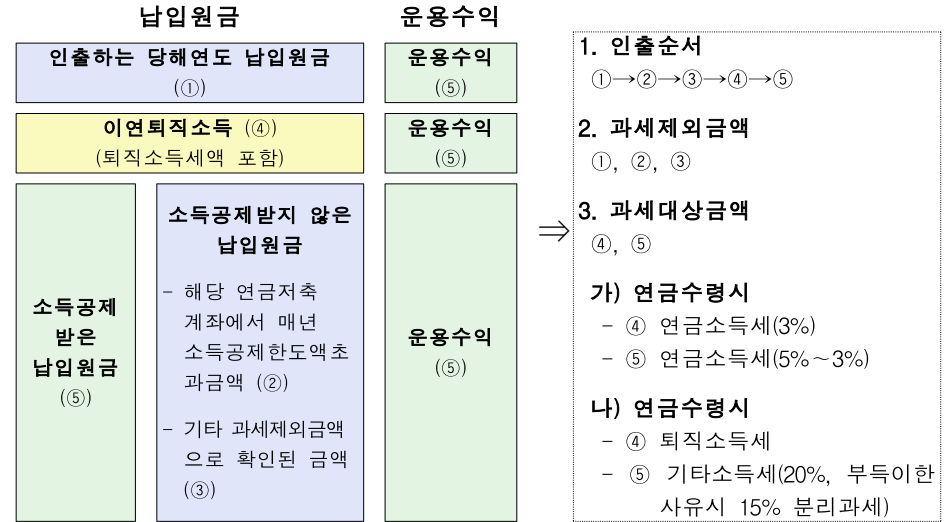 납입원금
운용수익
인출하는 당해연도 납입원금
(①)
운용수익
(⑤)
이연퇴직소득 (④)
(퇴직소득세액 포함)
운용수익
(⑤)
소득공제
받은
납입원금
(⑤)
소득공제받지 않은
납입원금
- 해당 연금저축
계좌에서 매년
소득공제한도액초
과금액 (②)
- 기타 과세제외금액
으로 확인된 금액
(③)
운용수익
(⑤)
⇒
1. 인출순서
①→②→③→④→⑤
2. 과세제외금액
①, ②, ③
3. 과세대상금액
④, ⑤
가) 연금수령시
- ④ 연금소득세(3%)
- ⑤ 연금소득세(5%~3%)
나) 연금수령시
- ④ 퇴직소득세
- ⑤ 기타소득세(20%, 부득이한
사유시 15% 분리과세)